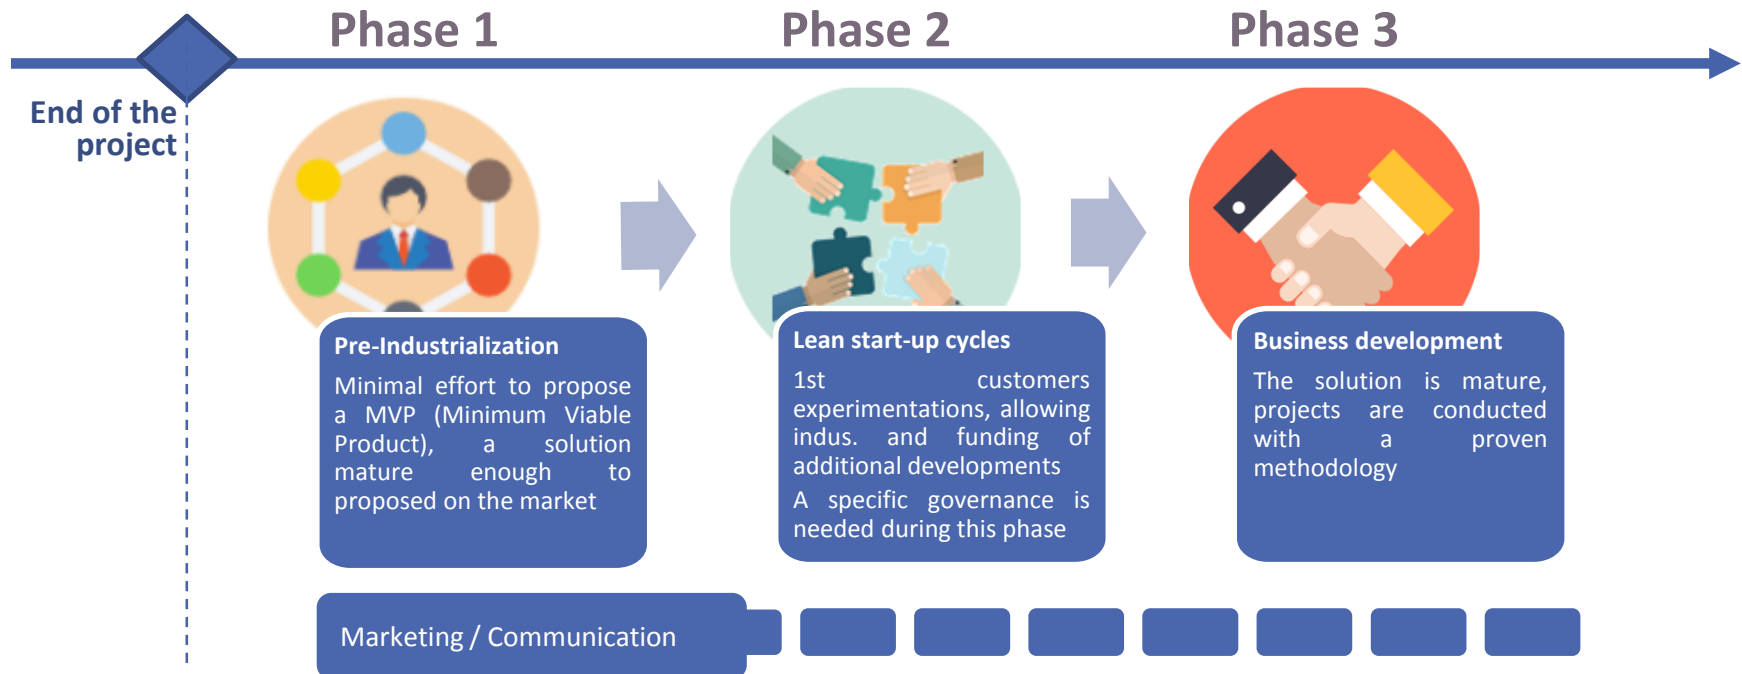 Phase 1
Phase 2
Phase 3
End of the
project
Pre-Industrialization
Minimal effort to propose
a MVP (Minimum Viable
Product), a solution
mature enough to
proposed on the market
Lean start-up cycles
1st customers
experimentations, allowing
indus. and funding of
additional developments
A specific governance is
needed during this phase
Business development
The solution is mature,
projects are conducted
with a proven
methodology
Marketing / Communication